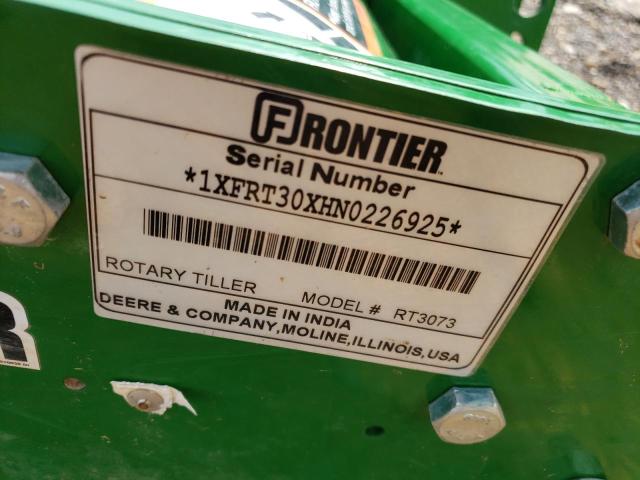 FRONTIER
Serial Number
*1XFRT30XHN0226925*
ROTARY TILLER MODEL # RT3073
MADE IN INDIA
DEERE & COMPANY, MOLINE, ILLINOIS, USA
R